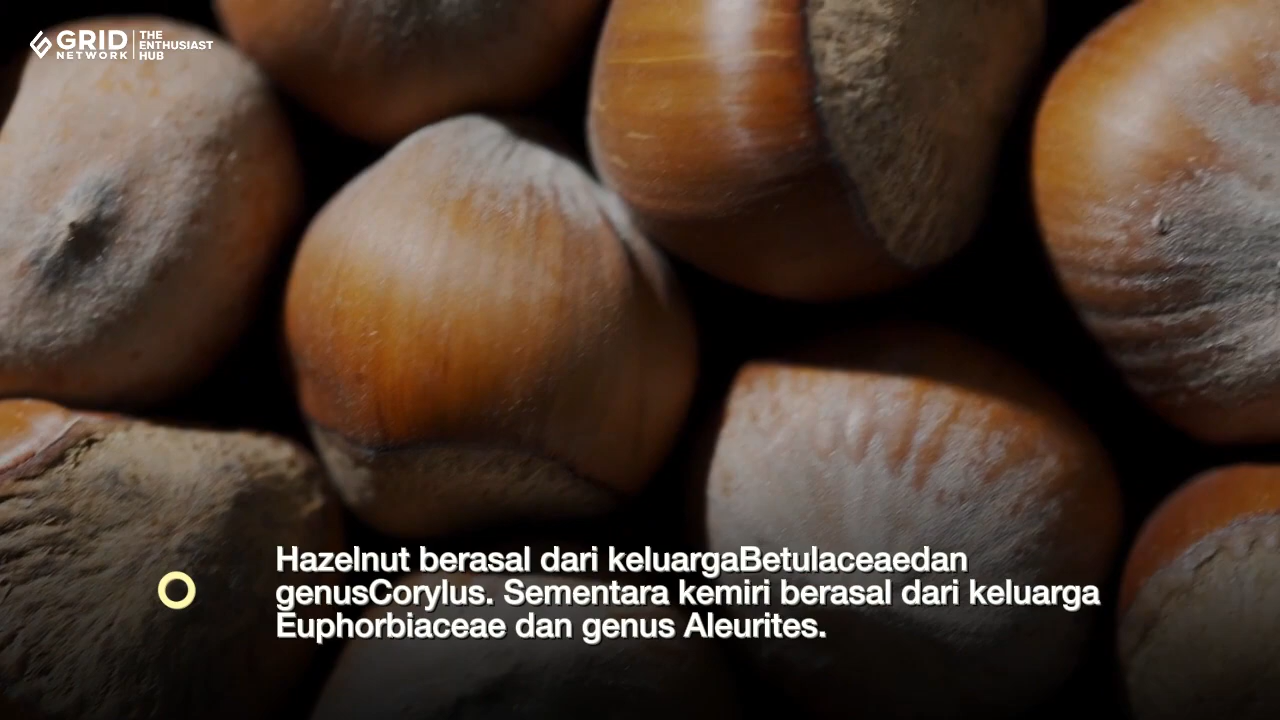 GRID
NETWORK
THE
ENTHUSIAST
HUB
Hazelnut berasal dari keluargaBetulaceaedan
genusCorylus. Sementara kemiri berasal dari keluarga
Euphorbiaceae dan genus Aleurites.